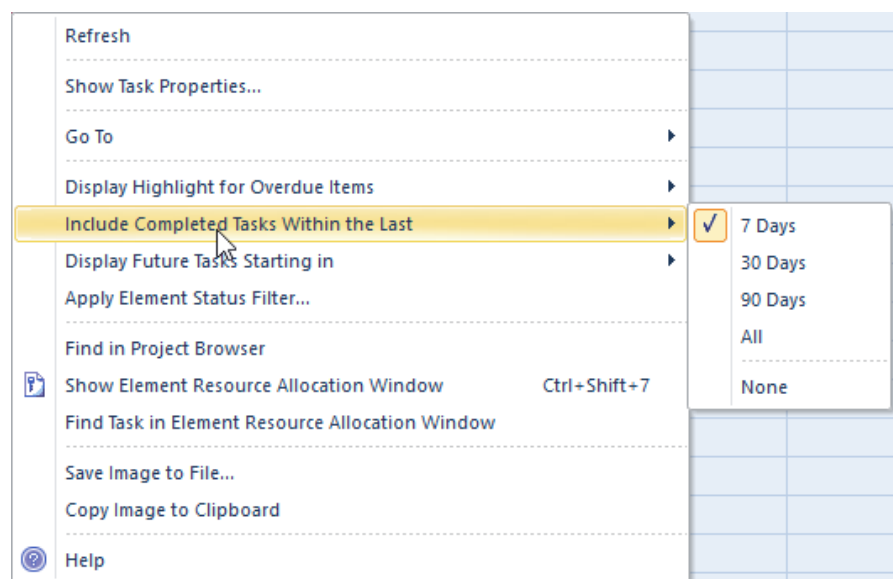 Refresh
Show Task Properties...
Go To
Display Highlight for Overdue Items
Include Completed Tasks Within the Last
Display Future Tasks Starting in
Apply Element Status Filter...
Find in Project Browser
Show Element Resource Allocation Window Ctrl+Shift+7
Find Task in Element Resource Allocation Window
Save Image to File...
Copy Image to Clipboard
Help
7 Days
30 Days
90 Days
All
None